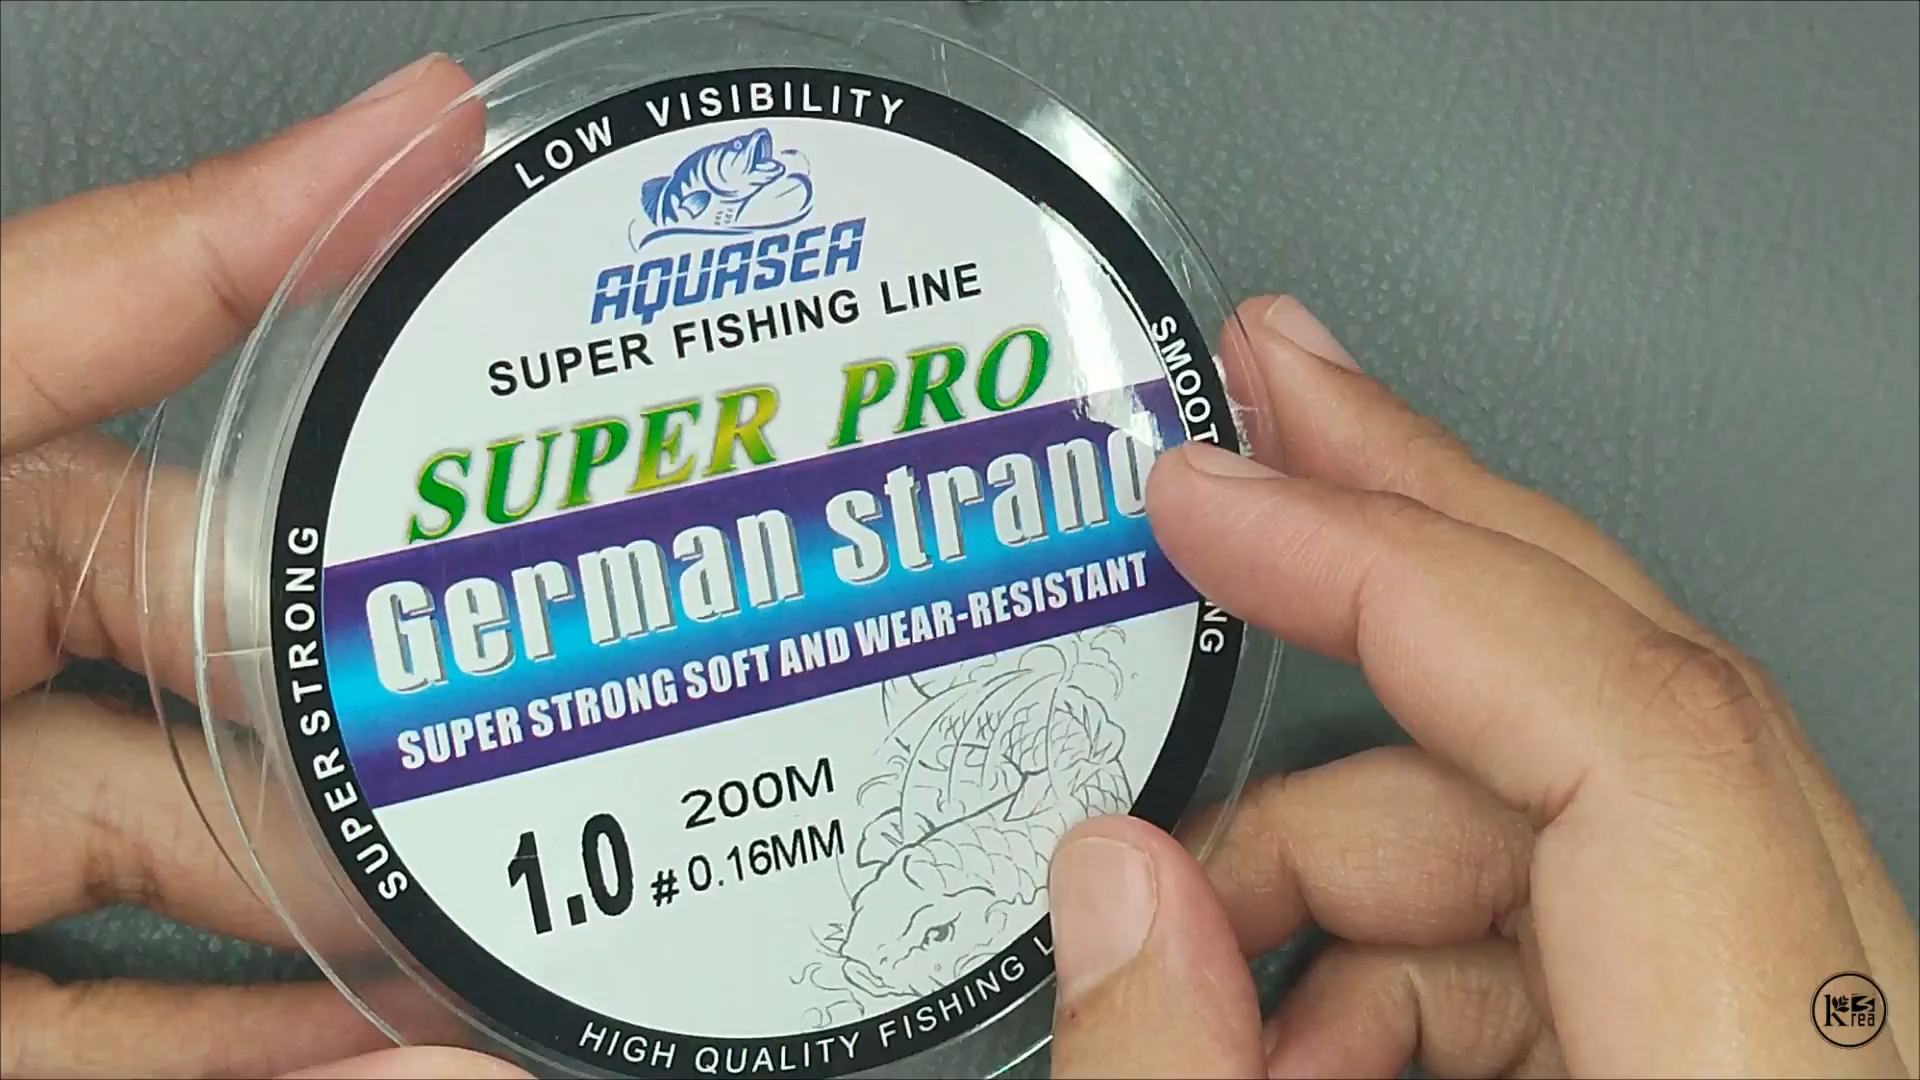 LOW VISIBILITY
AQUASEA
SUPER FISHING LINE
SUPER PRO
German strand
SUPER STRONG SOFT AND WEAR-RESISTANT
200M
1.0 # 0.16MM
SUPER STRONG
HIGH QUALITY FISHING